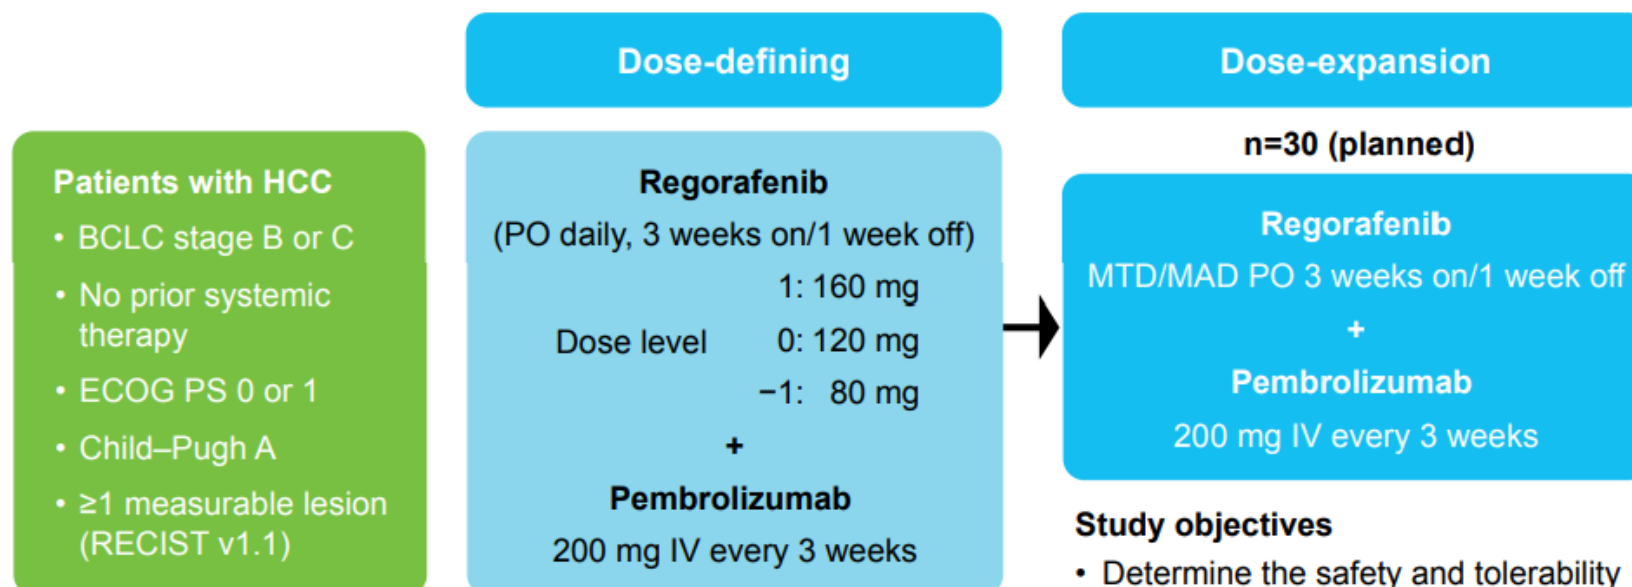 Dose-defining
Dose-expansion
Patients with HCC
• BCLC stage B or C
• No prior systemic
therapy
• ECOG PS 0 or 1
• Child–Pugh A
• ≥1 measurable lesion
(RECIST v1.1)
Regorafenib
(PO daily, 3 weeks on/1 week off)
1: 160 mg
Dose level 0: 120 mg
−1: 80 mg
+
Pembrolizumab
200 mg IV every 3 weeks
n=30 (planned)
Regorafenib
MTD/MAD PO 3 weeks on/1 week off
+
Pembrolizumab
200 mg IV every 3 weeks
Study objectives
• Determine the safety and tolerability